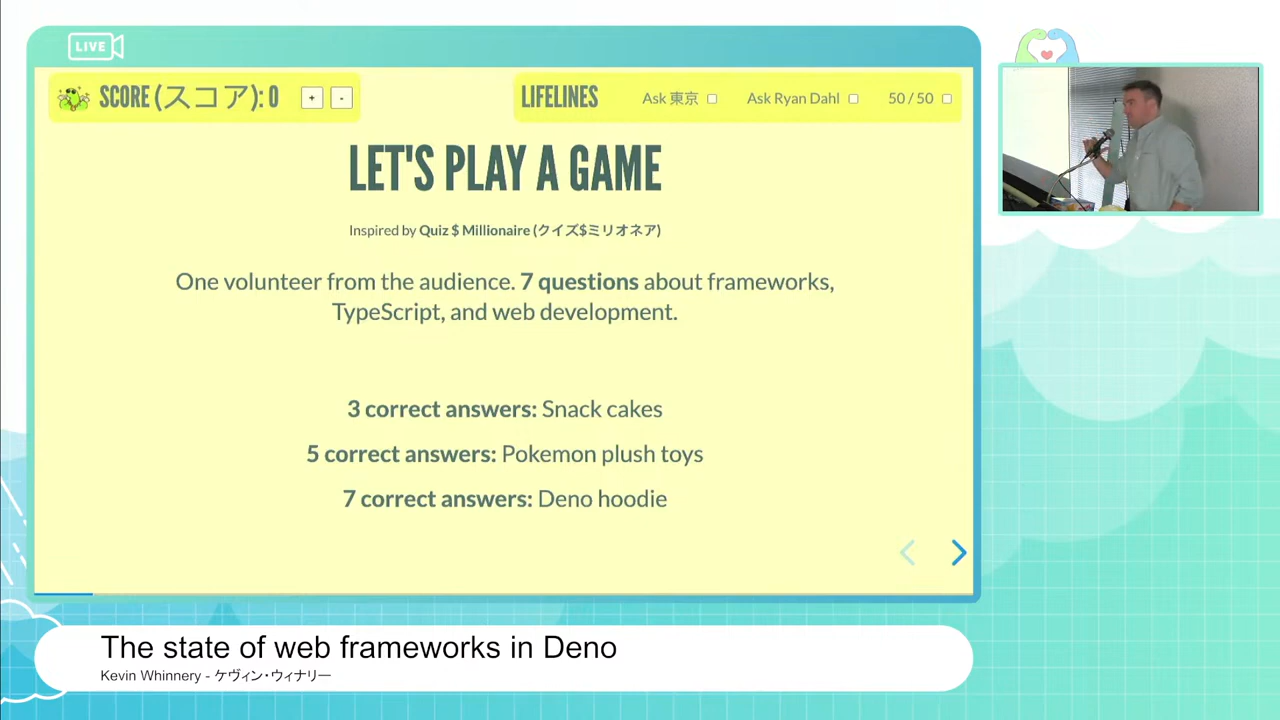 LIVE
SCORE (スコア): 0 + -
LIFELINES Ask 東京 Ask Ryan Dahl 50 / 50
LET'S PLAY A GAME
Inspired by Quiz $ Millionaire (クイズ$ミリオネア)
One volunteer from the audience. 7 questions about frameworks,
TypeScript, and web development.
3 correct answers: Snack cakes
5 correct answers: Pokemon plush toys
7 correct answers: Deno hoodie
The state of web frameworks in Deno
Kevin Whinnery - ケヴィン・ウィナリー